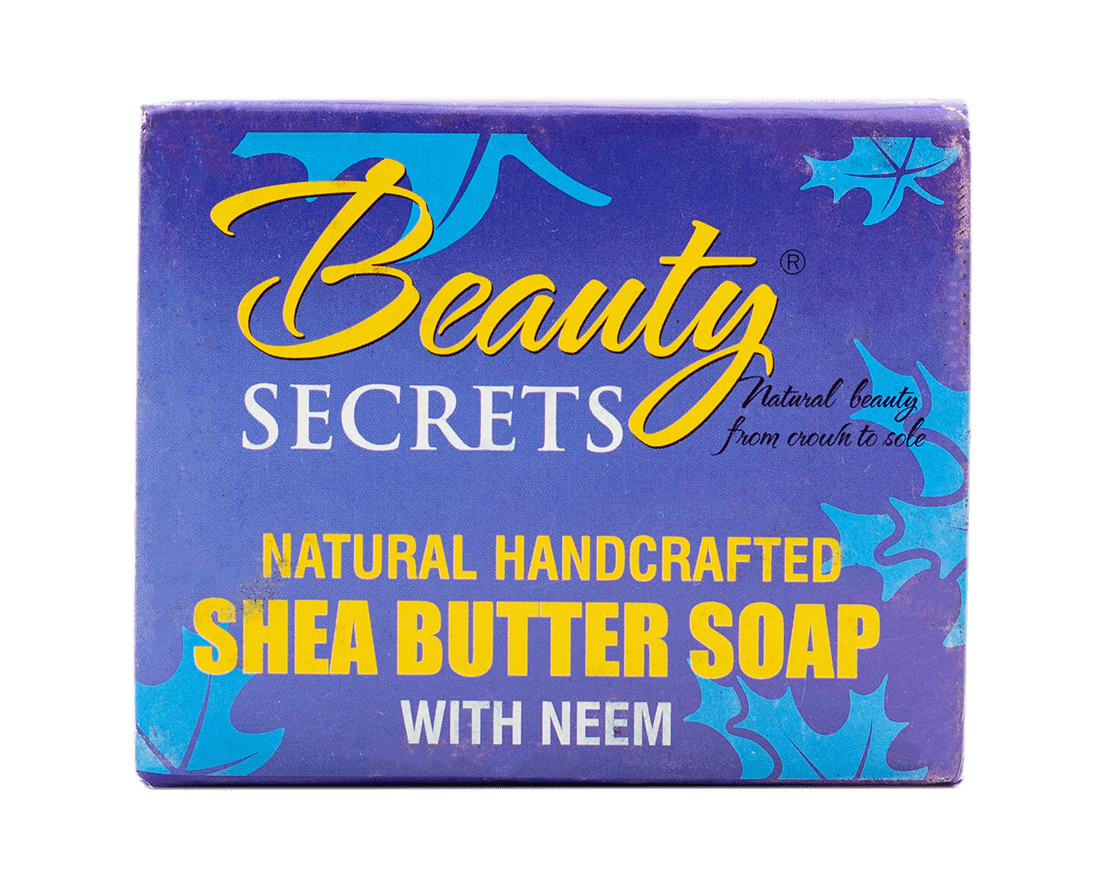 Beauty ®
SECRETS
Natural beauty
from crown to sole
NATURAL HANDCRAFTED
SHEA BUTTER SOAP
WITH NEEM